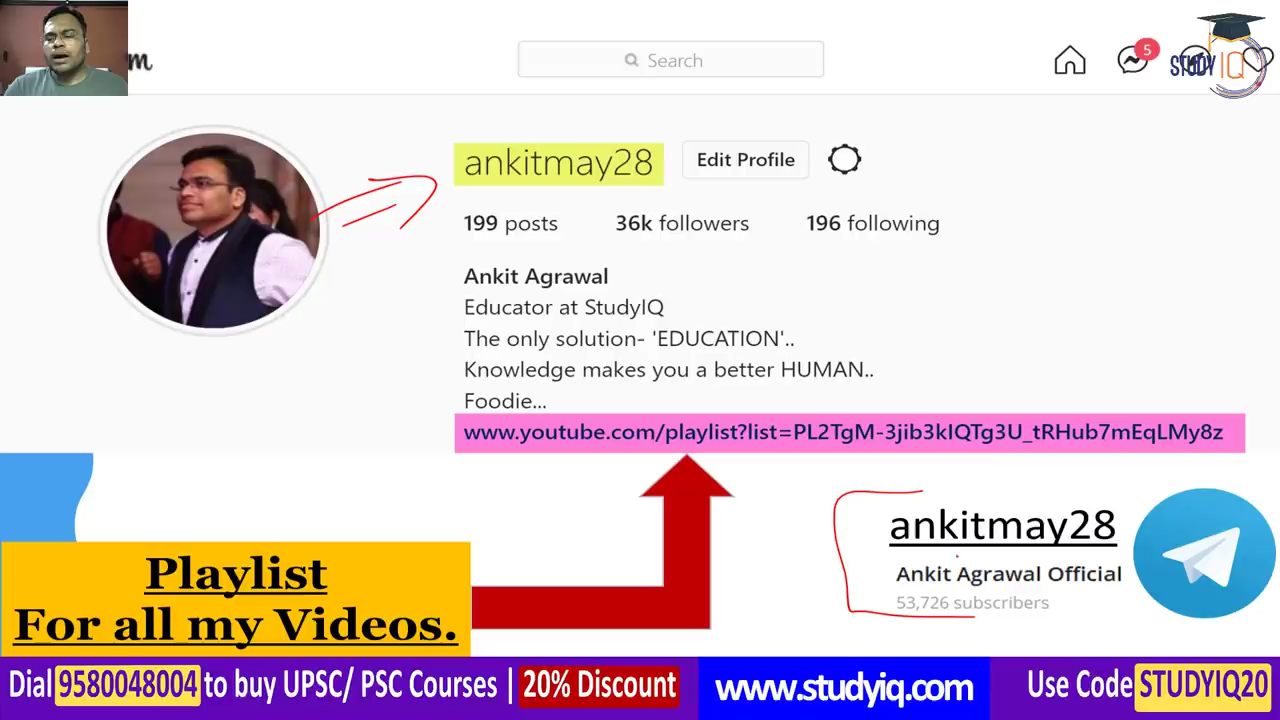 m
Search
5
STUDY IQ
ankitmay28
Edit Profile
199 posts 36k followers 196 following
Ankit Agrawal
Educator at StudyIQ
The only solution- 'EDUCATION'..
Knowledge makes you a better HUMAN..
Foodie...
www.youtube.com/playlist?list=PL2TgM-3jib3kIQTg3U_tRHub7mEqLMy8z
ankitmay28
Ankit Agrawal Official
53,726 subscribers
Playlist
For all my Videos.
Dial 9580048004 to buy UPSC/ PSC Courses | 20% Discount
www.studyiq.com
Use Code STUDYIQ20